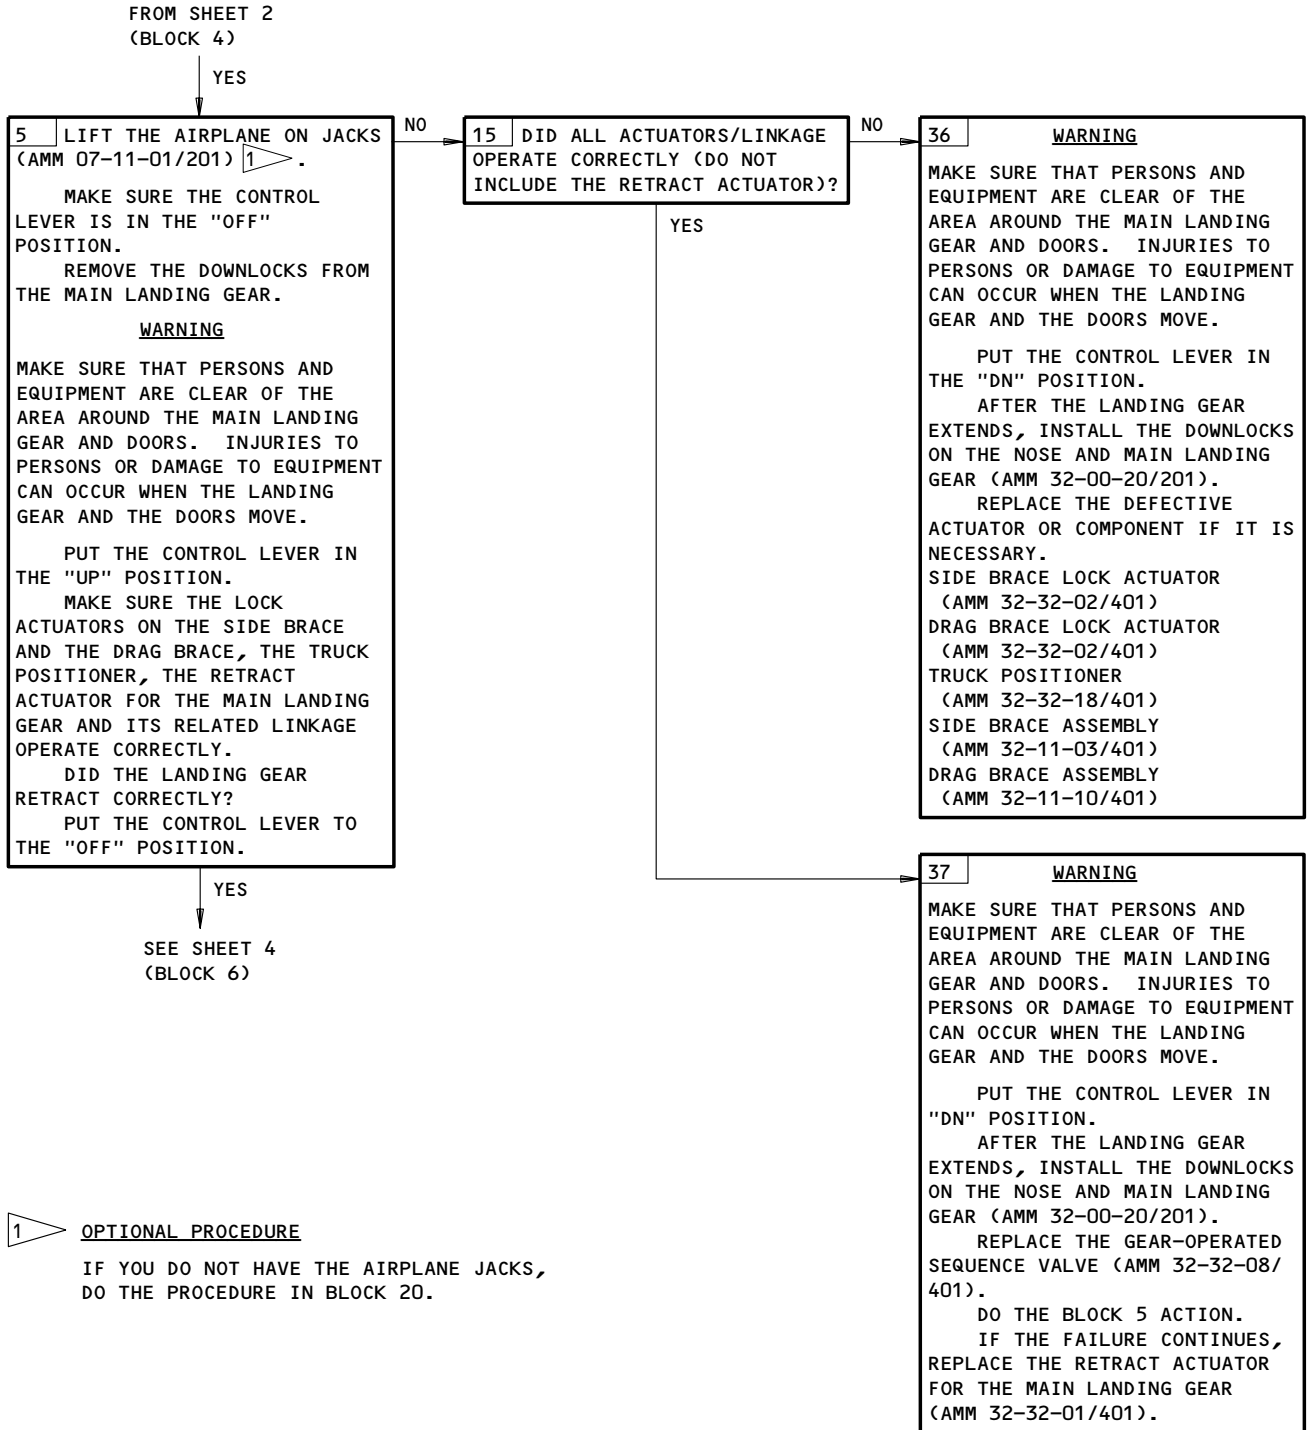 FROM SHEET 2
(BLOCK 4)
YES
5 LIFT THE AIRPLANE ON JACKS
(AMM 07-11-01/201) 1 .
MAKE SURE THE CONTROL
LEVER IS IN THE "OFF"
POSITION.
REMOVE THE DOWNLOCKS FROM
THE MAIN LANDING GEAR.
WARNING
MAKE SURE THAT PERSONS AND
EQUIPMENT ARE CLEAR OF THE
AREA AROUND THE MAIN LANDING
GEAR AND DOORS. INJURIES TO
PERSONS OR DAMAGE TO EQUIPMENT
CAN OCCUR WHEN THE LANDING
GEAR AND THE DOORS MOVE.
PUT THE CONTROL LEVER IN
THE "UP" POSITION.
MAKE SURE THE LOCK
ACTUATORS ON THE SIDE BRACE
AND THE DRAG BRACE, THE TRUCK
POSITIONER, THE RETRACT
ACTUATOR FOR THE MAIN LANDING
GEAR AND ITS RELATED LINKAGE
OPERATE CORRECTLY.
DID THE LANDING GEAR
RETRACT CORRECTLY?
PUT THE CONTROL LEVER TO
THE "OFF" POSITION.
YES
SEE SHEET 4
(BLOCK 6)
NO
15 DID ALL ACTUATORS/LINKAGE
OPERATE CORRECTLY (DO NOT
INCLUDE THE RETRACT ACTUATOR)?
NO
YES
36 WARNING
MAKE SURE THAT PERSONS AND
EQUIPMENT ARE CLEAR OF THE
AREA AROUND THE MAIN LANDING
GEAR AND DOORS. INJURIES TO
PERSONS OR DAMAGE TO EQUIPMENT
CAN OCCUR WHEN THE LANDING
GEAR AND THE DOORS MOVE.
PUT THE CONTROL LEVER IN
THE "DN" POSITION.
AFTER THE LANDING GEAR
EXTENDS, INSTALL THE DOWNLOCKS
ON THE NOSE AND MAIN LANDING
GEAR (AMM 32-00-20/201).
REPLACE THE DEFECTIVE
ACTUATOR OR COMPONENT IF IT IS
NECESSARY.
SIDE BRACE LOCK ACTUATOR
(AMM 32-32-02/401)
DRAG BRACE LOCK ACTUATOR
(AMM 32-32-02/401)
TRUCK POSITIONER
(AMM 32-32-18/401)
SIDE BRACE ASSEMBLY
(AMM 32-11-03/401)
DRAG BRACE ASSEMBLY
(AMM 32-11-10/401)
37 WARNING
MAKE SURE THAT PERSONS AND
EQUIPMENT ARE CLEAR OF THE
AREA AROUND THE MAIN LANDING
GEAR AND DOORS. INJURIES TO
PERSONS OR DAMAGE TO EQUIPMENT
CAN OCCUR WHEN THE LANDING
GEAR AND THE DOORS MOVE.
PUT THE CONTROL LEVER IN
"DN" POSITION.
AFTER THE LANDING GEAR
EXTENDS, INSTALL THE DOWNLOCKS
ON THE NOSE AND MAIN LANDING
GEAR (AMM 32-00-20/201).
REPLACE THE GEAR-OPERATED
SEQUENCE VALVE (AMM 32-32-08/
401).
DO THE BLOCK 5 ACTION.
IF THE FAILURE CONTINUES,
REPLACE THE RETRACT ACTUATOR
FOR THE MAIN LANDING GEAR
(AMM 32-32-01/401).
1 OPTIONAL PROCEDURE
IF YOU DO NOT HAVE THE AIRPLANE JACKS,
DO THE PROCEDURE IN BLOCK 20.